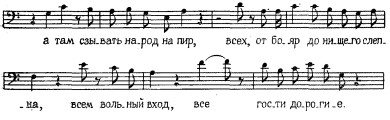 а там сзы.вать на.род на пир, всех, от бо.яр до ни.ще.го слеп.
.ца, всем воль.ный вход, все гос.ти до.ро.ги.е.